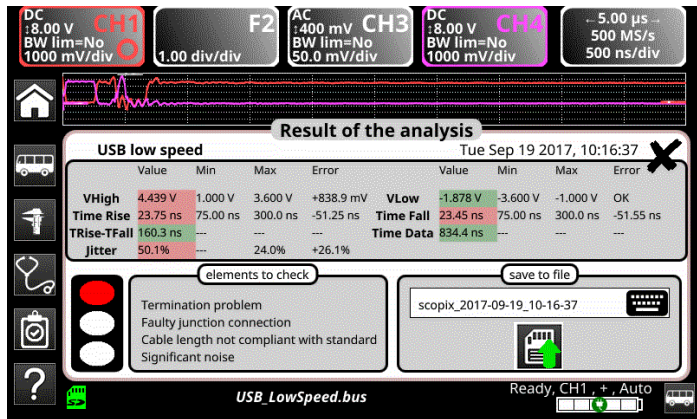 DC
↕8.00 V CH1
BW lim=No
1000 mV/div
F2
1.00 div/div
AC
↕400 mV CH3
BW lim=No
50.0 mV/div
DC
↕8.00 V CH4
BW lim=No
1000 mV/div
←5.00 µs→
500 MS/s
500 ns/div
Result of the analysis
USB low speed Tue Sep 19 2017, 10:16:37
Value Min Max Error Value Min Max Error
VHigh 4.439 V 1.000 V 3.600 V +838.9 mV VLow -1.878 V -3.600 V -1.000 V OK
Time Rise 23.75 ns 75.00 ns 300.0 ns -51.25 ns Time Fall 23.45 ns 75.00 ns 300.0 ns -51.55 ns
TRise-TFall 160.3 ns --- --- --- Time Data 834.4 ns --- --- ---
Jitter 50.1% --- 24.0% +26.1%
elements to check
Termination problem
Faulty junction connection
Cable length not compliant with standard
Significant noise
save to file
scopix_2017-09-19_10-16-37
?
USB_LowSpeed.bus
Ready, CH1 , + , Auto